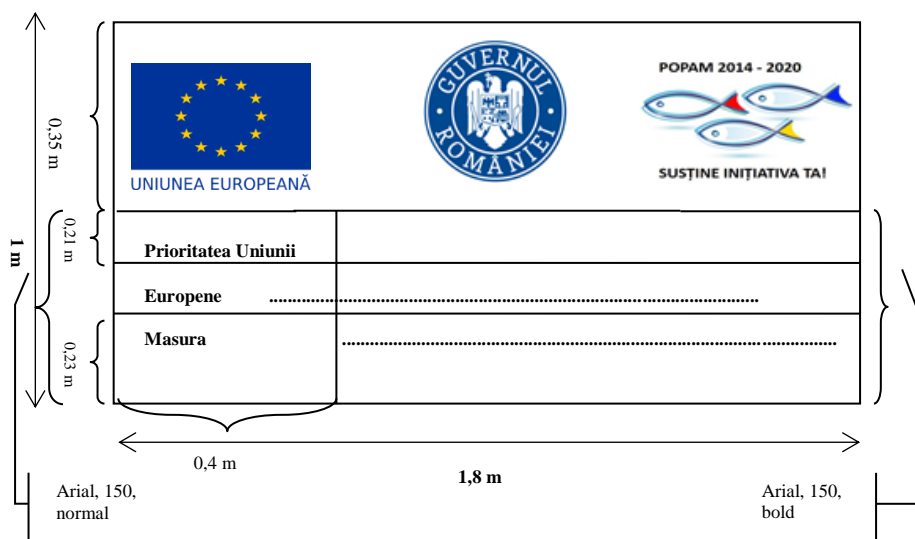 POPAM 2014 - 2020
GUVERNUL ROMÂNIEI
UNIUNEA EUROPEANĂ
SUSȚINE INIȚIATIVA TA!
0,35 m
1 m
0,21 m
Prioritatea Uniunii
Europene ................................................................................
Masura ................................................................................
0,23 m
0,4 m
1,8 m
Arial, 150,
normal
Arial, 150,
bold